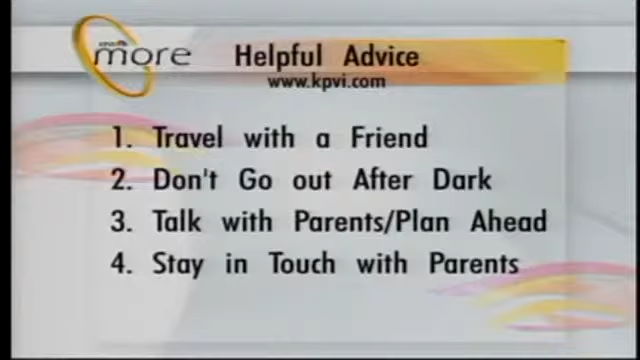 more Helpful Advice
www.kpvi.com
1. Travel with a Friend
2. Don't Go out After Dark
3. Talk with Parents/Plan Ahead
4. Stay in Touch with Parents